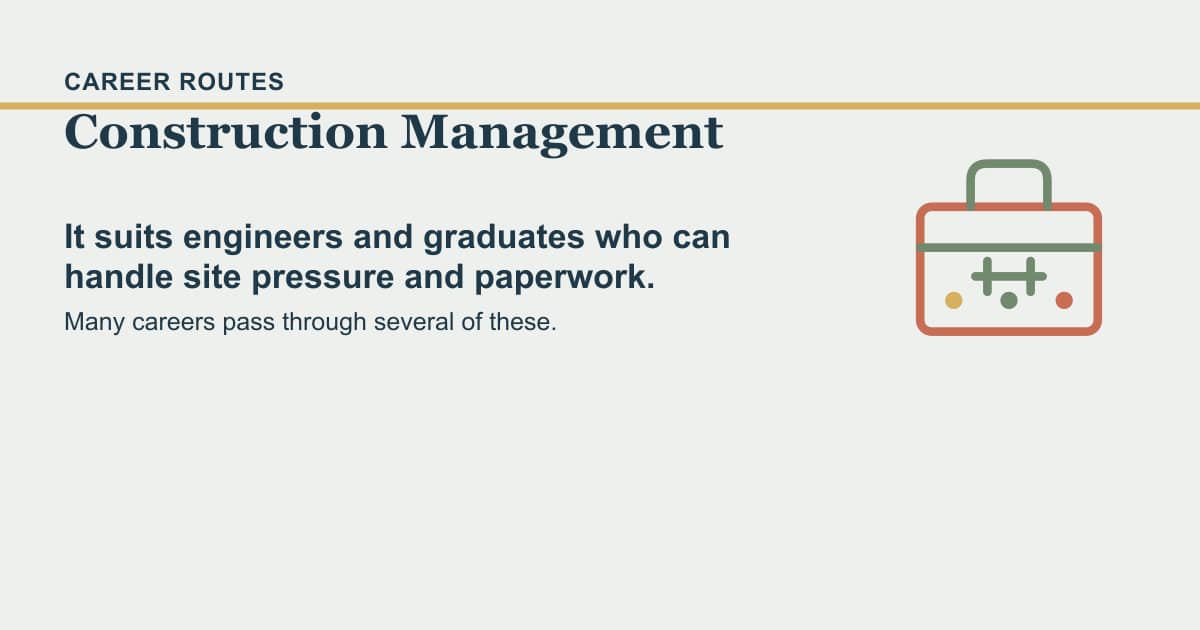 CAREER ROUTES
Construction Management
It suits engineers and graduates who can
handle site pressure and paperwork.
Many careers pass through several of these.